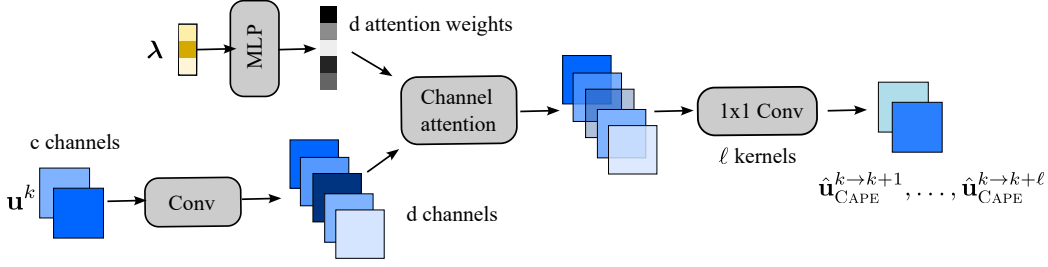 λ
MLP
d attention weights
Channel
attention
1x1 Conv
ℓ kernels
c channels
u^k
Conv
d channels
û_CAPE^{k→k+1}, . . . , û_CAPE^{k→k+ℓ}